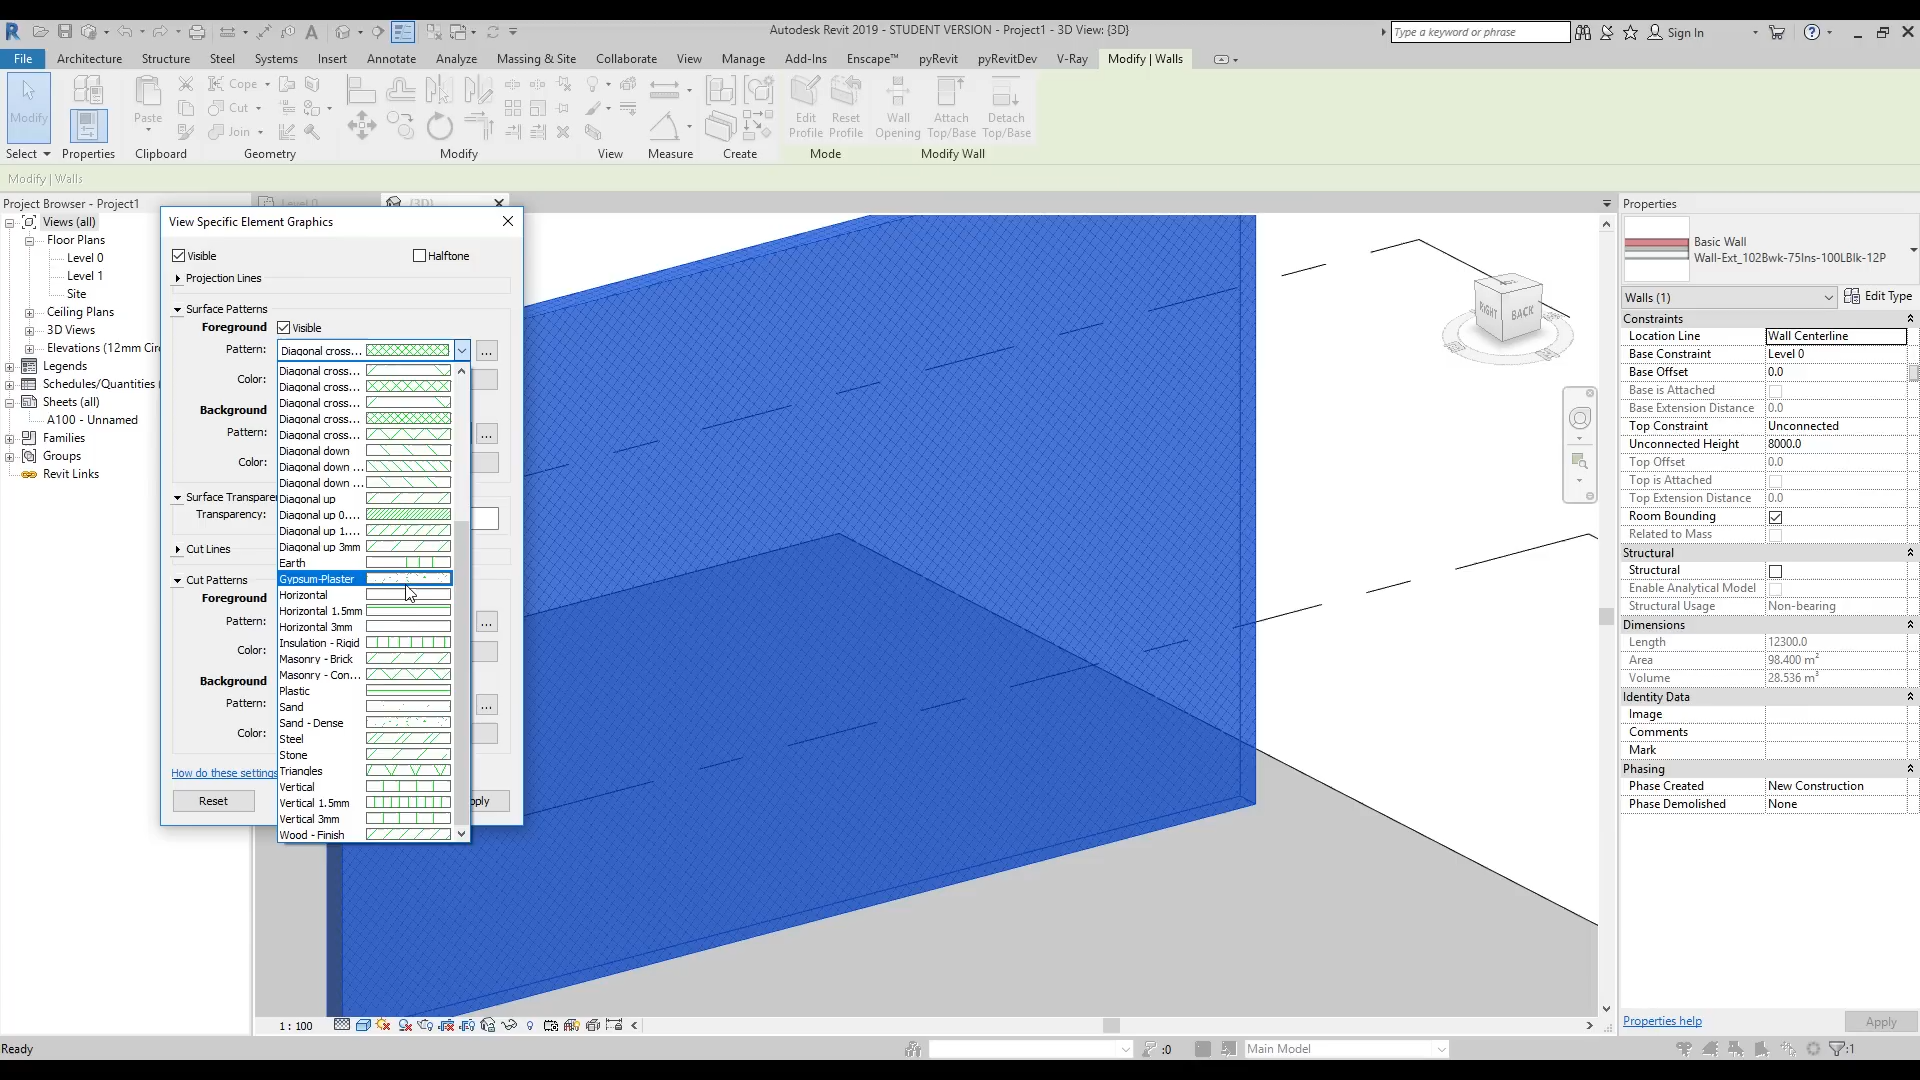 Autodesk Revit 2019 - STUDENT VERSION - Project1 - 3D View: {3D}
Type a keyword or phrase
Sign In
File Architecture Structure Steel Systems Insert Annotate Analyze Massing & Site Collaborate View Manage Add-Ins Enscape™ pyRevit pyRevitDev V-Ray Modify | Walls
Modify Paste Cope Cut Join
Edit Profile Reset Profile Wall Opening Attach Top/Base Detach Top/Base
Select Properties Clipboard Geometry Modify View Measure Create Mode Modify Wall
Modify | Walls
Project Browser - Project1
Views (all)
Floor Plans
Level 0
Level 1
Site
Ceiling Plans
3D Views
Elevations (12mm Cir
Legends
Schedules/Quantities
Sheets (all)
A100 - Unnamed
Families
Groups
Revit Links
Level 0
{3D}
View Specific Element Graphics
Visible
Halftone
Projection Lines
Surface Patterns
Foreground
Visible
Pattern:
Diagonal cross...
...
Color:
Background
Pattern:
...
Color:
Surface Transparen
Transparency:
Cut Lines
Cut Patterns
Foreground
Pattern:
...
Color:
Background
Pattern:
...
Color:
How do these settings
Reset
pply
Diagonal cross...
Diagonal cross...
Diagonal cross...
Diagonal cross...
Diagonal cross...
Diagonal down
Diagonal down ...
Diagonal down ...
Diagonal up
Diagonal up 0....
Diagonal up 1....
Diagonal up 3mm
Earth
Gypsum-Plaster
Horizontal
Horizontal 1.5mm
Horizontal 3mm
Insulation - Rigid
Masonry - Brick
Masonry - Con...
Plastic
Sand
Sand - Dense
Steel
Stone
Triangles
Vertical
Vertical 1.5mm
Vertical 3mm
Wood - Finish
RIGHT
BACK
Properties
Basic Wall
Wall-Ext_102Bwk-75Ins-100LBlk-12P
Walls (1)
Edit Type
Constraints
Location Line Wall Centerline
Base Constraint Level 0
Base Offset 0.0
Base is Attached
Base Extension Distance 0.0
Top Constraint Unconnected
Unconnected Height 8000.0
Top Offset 0.0
Top is Attached
Top Extension Distance 0.0
Room Bounding
Related to Mass
Structural
Structural
Enable Analytical Model
Structural Usage Non-bearing
Dimensions
Length 12300.0
Area 98.400 m²
Volume 28.536 m³
Identity Data
Image
Comments
Mark
Phasing
Phase Created New Construction
Phase Demolished None
Properties help
Apply
1 : 100
Ready
:0
Main Model
:1